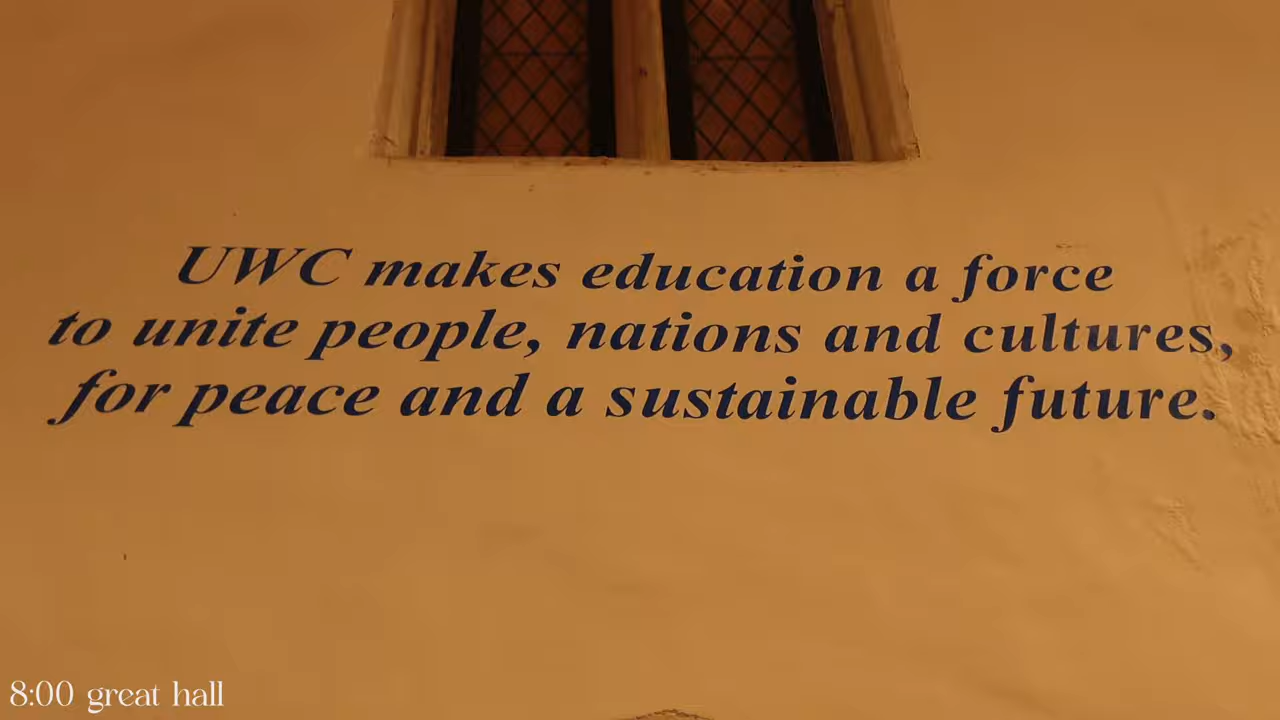 UWC makes education a force
to unite people, nations and cultures,
for peace and a sustainable future.
8:00 great hall